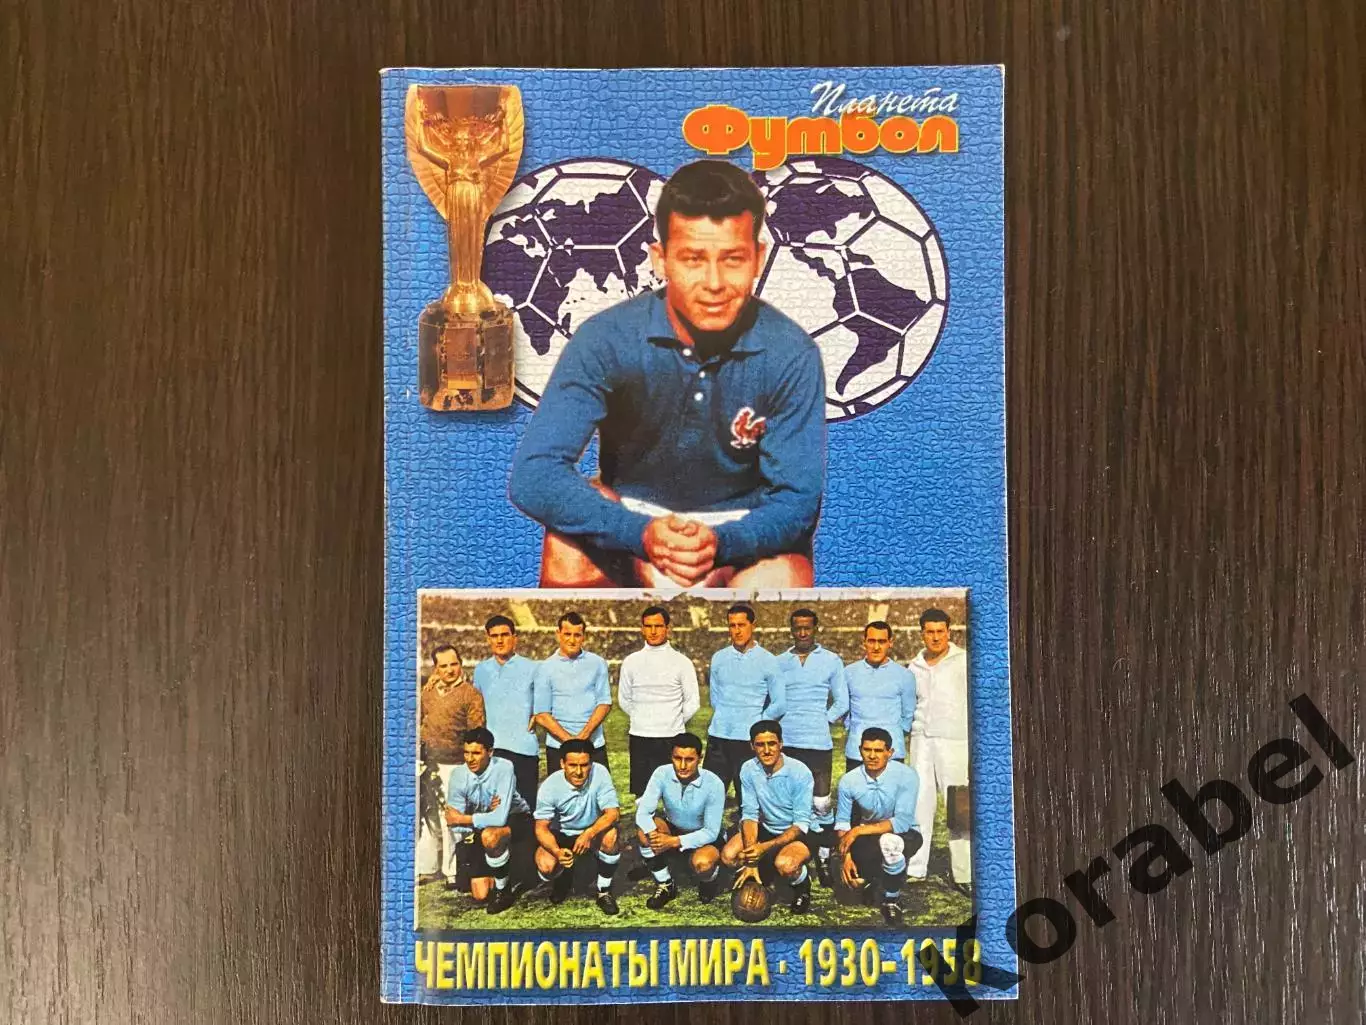 Планета
Футбол
ЧЕМПИОНАТЫ МИРА · 1930-1958
Korabel